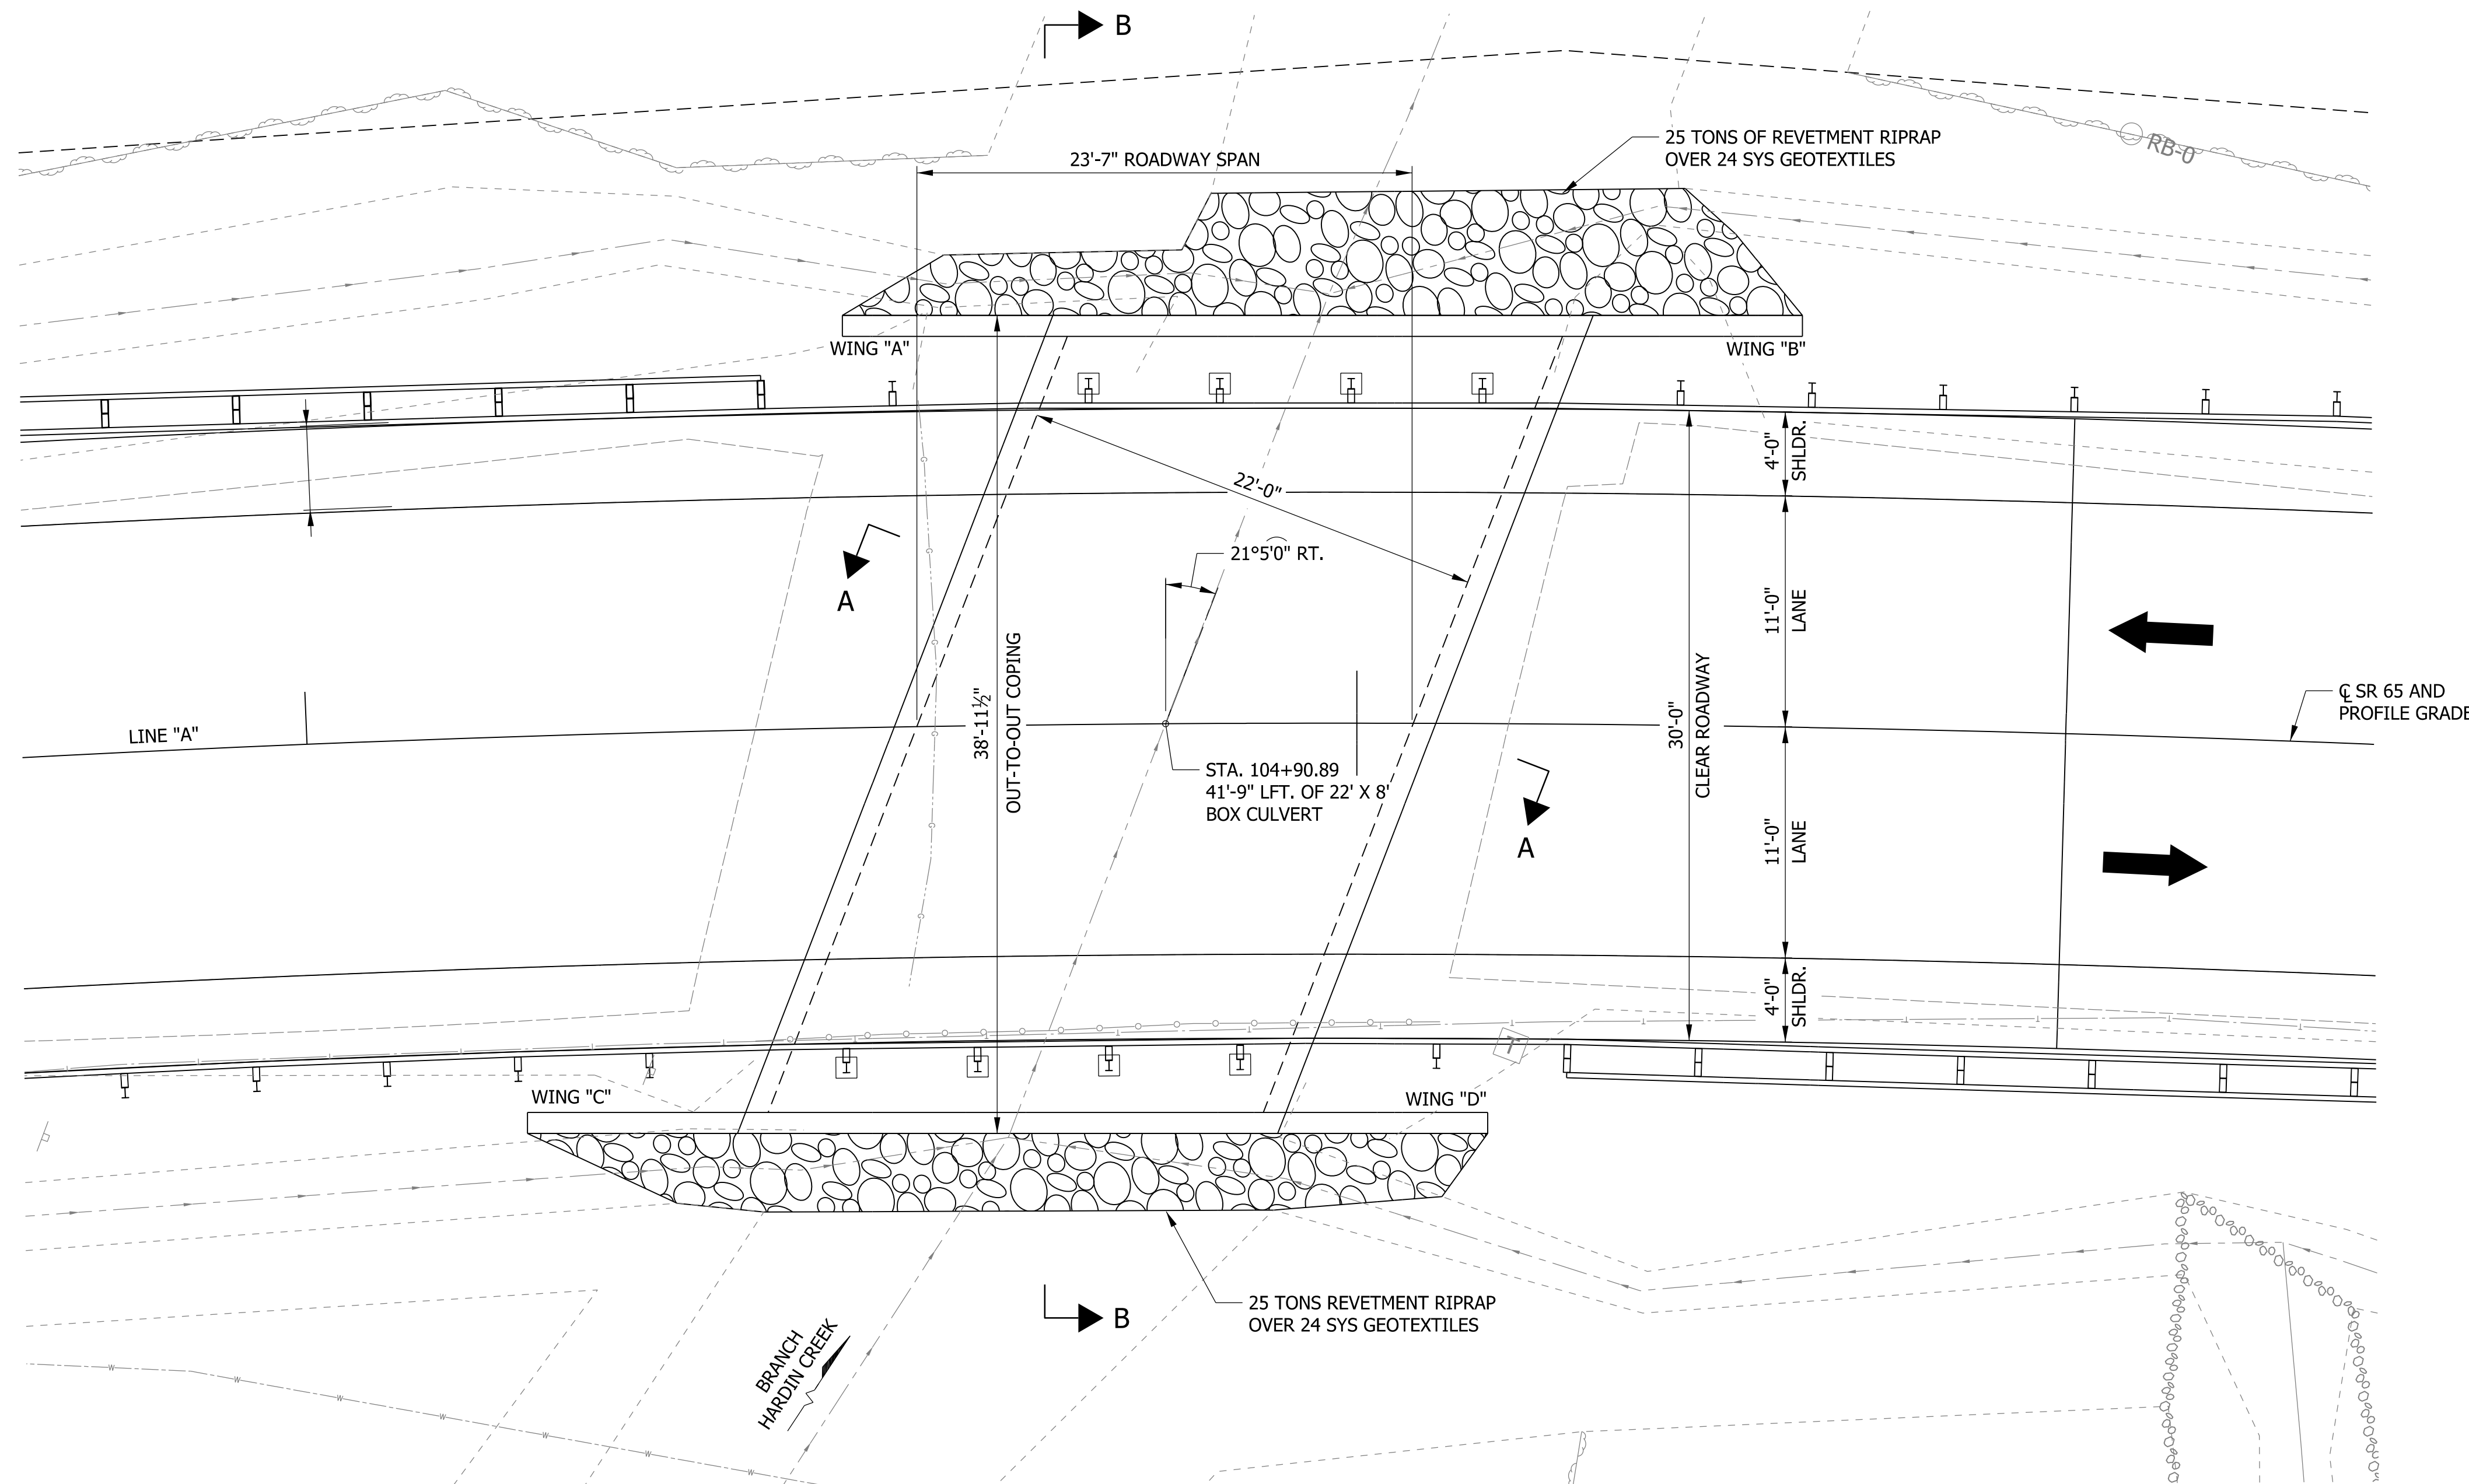 B
25 TONS OF REVETMENT RIPRAP
OVER 24 SYS GEOTEXTILES
RB-0
23'-7" ROADWAY SPAN
WING "A"
WING "B"
4'-0"
SHLDR.
22'-0"
21°5'0" RT.
A
11'-0"
LANE
38'-11½"
OUT-TO-OUT COPING
30'-0"
CLEAR ROADWAY
℄ SR 65 AND
PROFILE GRADE
LINE "A"
STA. 104+90.89
41'-9" LFT. OF 22' X 8'
BOX CULVERT
A
11'-0"
LANE
4'-0"
SHLDR.
T
WING "C"
WING "D"
25 TONS REVETMENT RIPRAP
OVER 24 SYS GEOTEXTILES
B
BRANCH
HARDIN CREEK